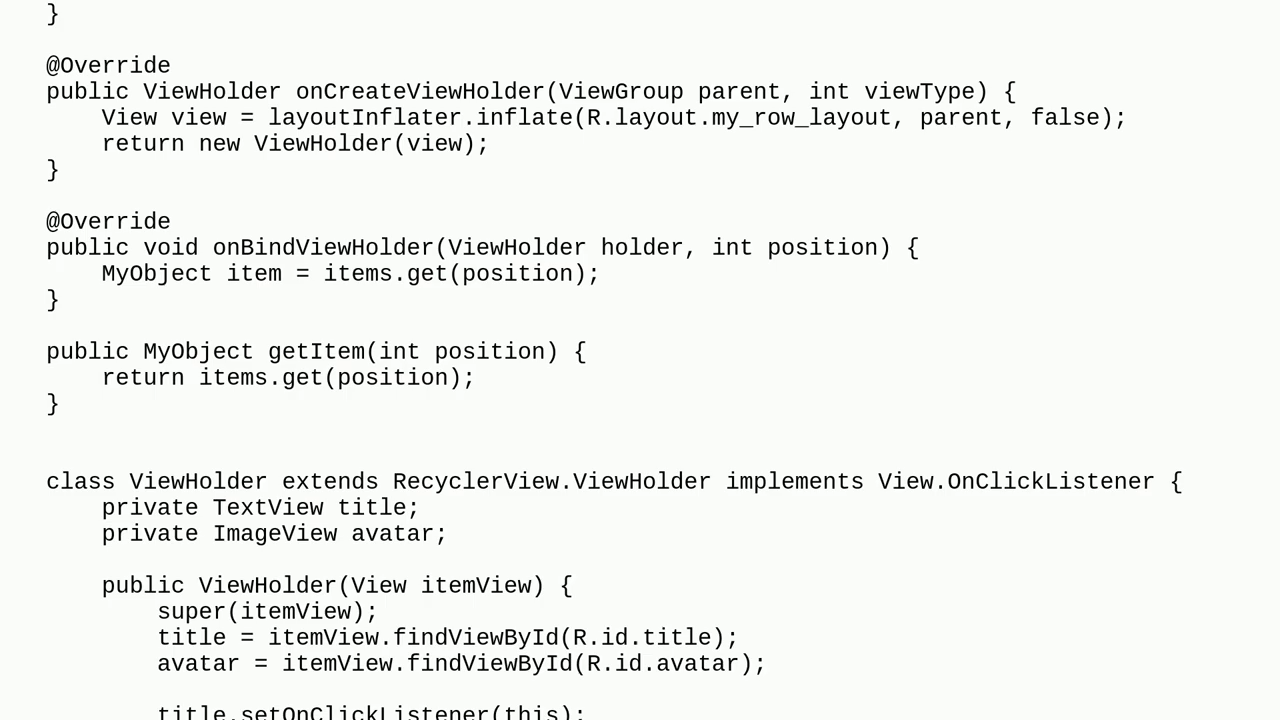 }

@Override
public ViewHolder onCreateViewHolder(ViewGroup parent, int viewType) {
    View view = layoutInflater.inflate(R.layout.my_row_layout, parent, false);
    return new ViewHolder(view);
}

@Override
public void onBindViewHolder(ViewHolder holder, int position) {
    MyObject item = items.get(position);
}

public MyObject getItem(int position) {
    return items.get(position);
}


class ViewHolder extends RecyclerView.ViewHolder implements View.OnClickListener {
    private TextView title;
    private ImageView avatar;

    public ViewHolder(View itemView) {
        super(itemView);
        title = itemView.findViewById(R.id.title);
        avatar = itemView.findViewById(R.id.avatar);

        title.setOnClickListener(this);